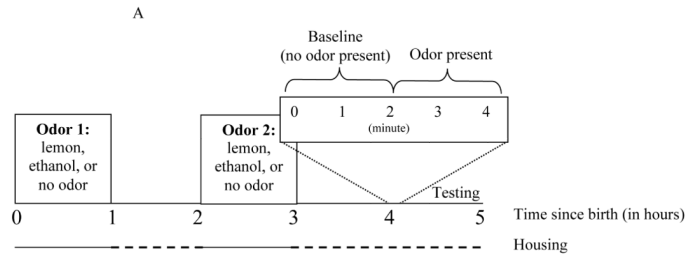 A
Baseline
(no odor present)
Odor present
0 1 2 3 4
(minute)
Odor 1:
lemon,
ethanol, or
no odor
Odor 2:
lemon,
ethanol, or
no odor
Testing
0 1 2 3 4 5
Time since birth (in hours)
Housing